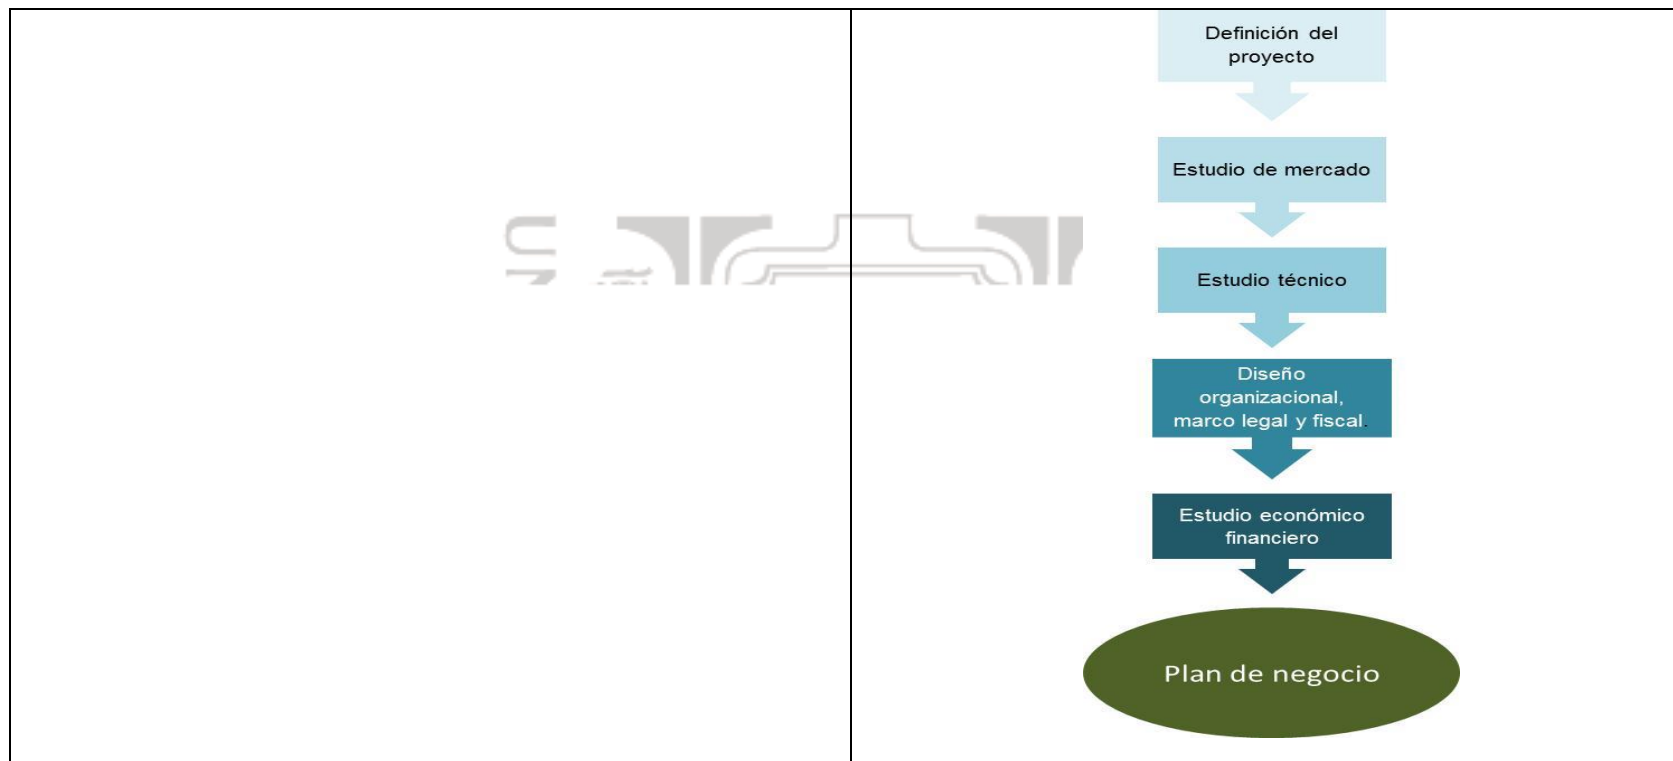 Definición del
proyecto
Estudio de mercado
Estudio técnico
Diseño
organizacional,
marco legal y fiscal.
Estudio económico
financiero
Plan de negocio